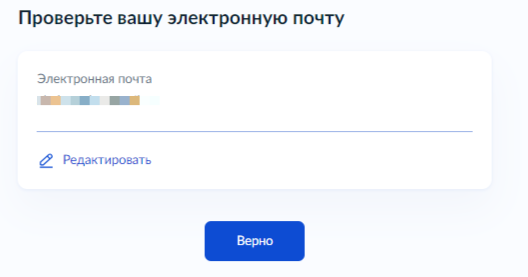 Проверьте вашу электронную почту
Электронная почта
Редактировать
Верно